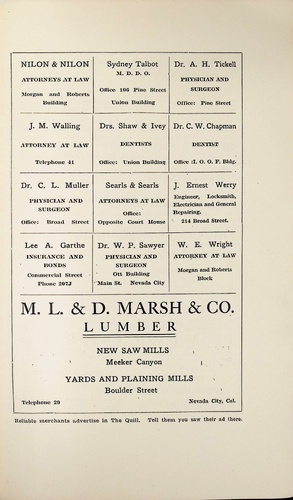 NILON & NILON
ATTORNEYS AT LAW
Morgan and Roberts
Building
Sydney Talbot
M. D. D. O.
Office 106 Pine Street
Union Building
Dr. A. H. Tickell
PHYSICIAN AND
SURGEON
Office: Pine Street
J. M. Walling
ATTORNEY AT LAW
Telephone 41
Drs. Shaw & Ivey
DENTISTS
Office: Union Building
Dr. C. W. Chapman
DENTIST
Office :I. O. O. F. Bldg.
Dr. C. L. Muller
PHYSICIAN AND
SURGEON
Office: Broad Street
Searls & Searls
ATTORNEYS AT LAW
Office:
Opposite Court House
J. Ernest Werry
Engineer, Locksmith,
Electrician and General
Repairing.
214 Broad Street.
Lee A. Garthe
INSURANCE AND
BONDS
Commercial Street
Phone 207J
Dr. W. P. Sawyer
PHYSICIAN AND
SURGEON
Ott Building
Main St. Nevada City
W. E. Wright
ATTORNEY AT LAW
Morgan and Roberts
Block
M. L. & D. MARSH & CO.
LUMBER
NEW SAW MILLS
Meeker Canyon
YARDS AND PLAINING MILLS
Boulder Street
Telephone 29 Nevada City, Cal.
Reliable merchants advertise in The Quill. Tell them you saw their ad there.